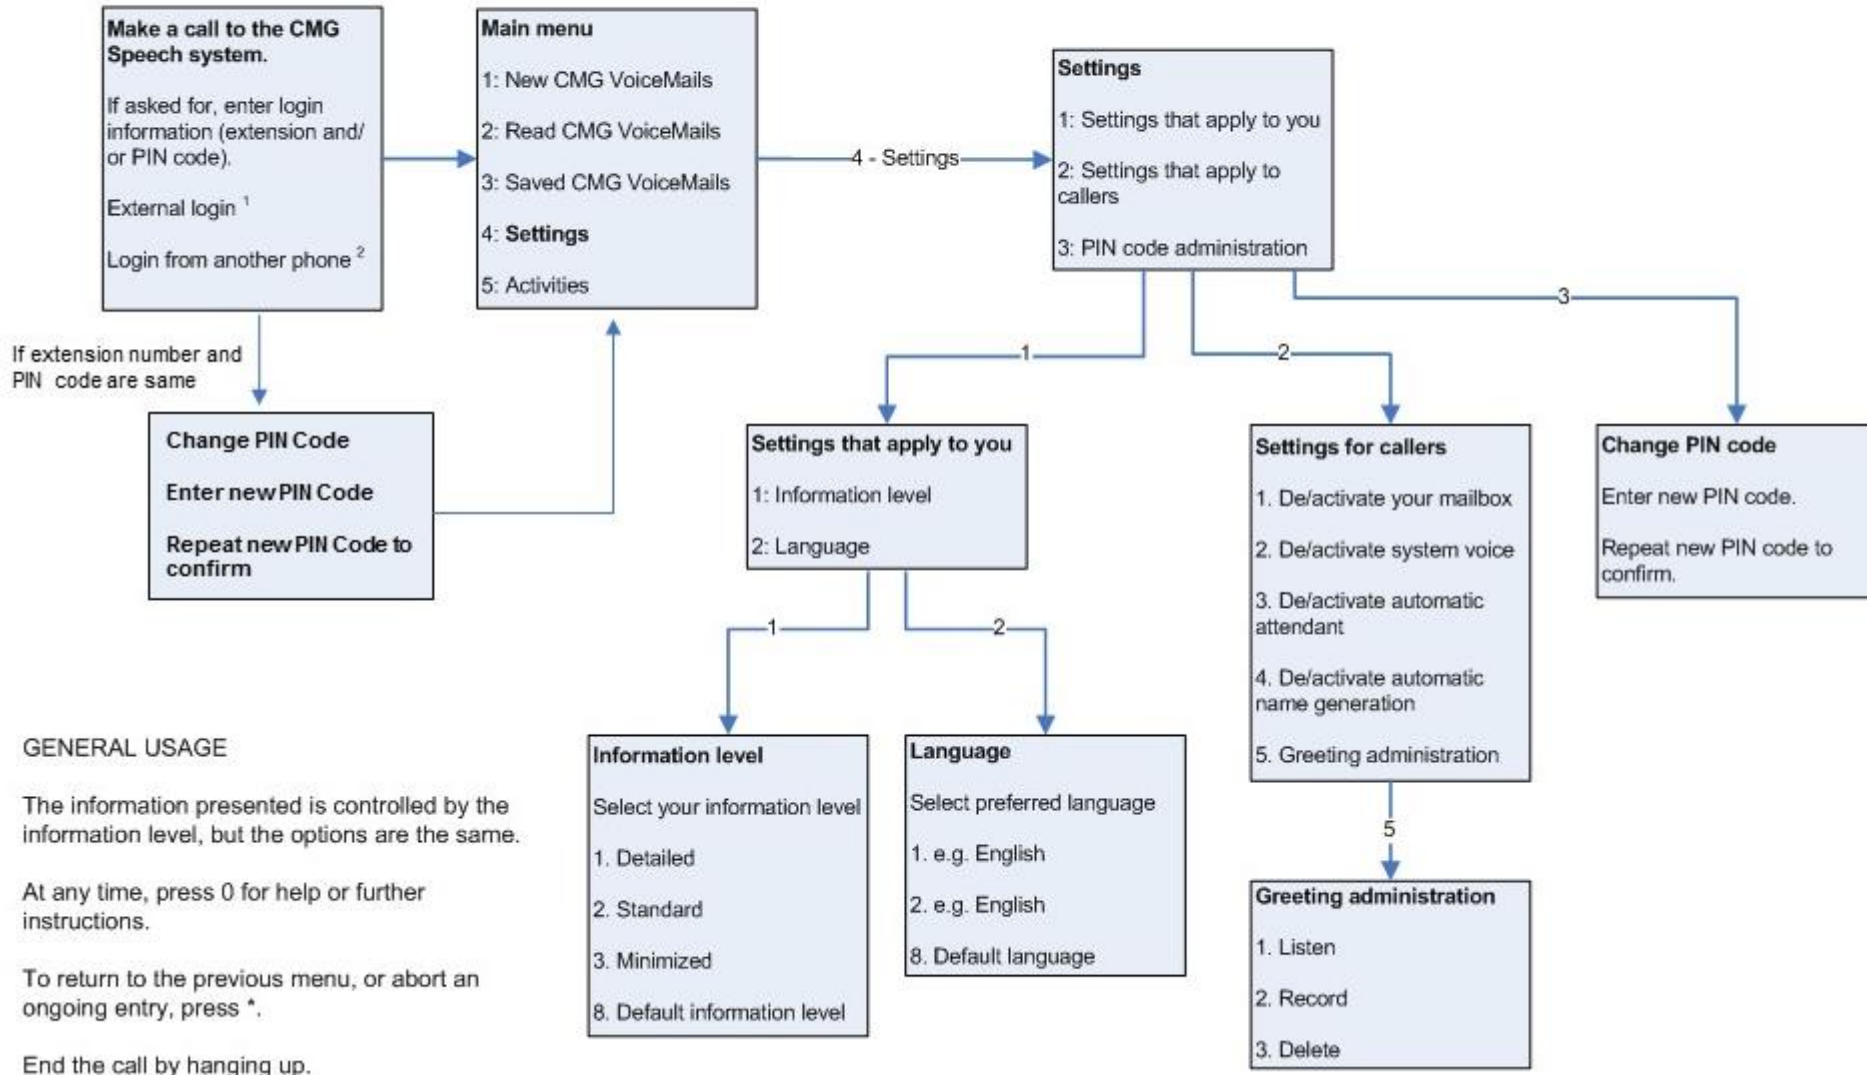 Make a call to the CMG
Speech system.
If asked for, enter login
information (extension and/
or PIN code).
External login 1
Login from another phone 2
Main menu
1: New CMG VoiceMails
2: Read CMG VoiceMails
3: Saved CMG VoiceMails
4: Settings
5: Activities
4 - Settings
Settings
1: Settings that apply to you
2: Settings that apply to
callers
3: PIN code administration
If extension number and
PIN code are same
Change PIN Code
Enter new PIN Code
Repeat new PIN Code to
confirm
1
2
3
Settings that apply to you
1: Information level
2: Language
Settings for callers
1. De/activate your mailbox
2. De/activate system voice
3. De/activate automatic
attendant
4. De/activate automatic
name generation
5. Greeting administration
Change PIN code
Enter new PIN code.
Repeat new PIN code to
confirm.
1
2
Information level
Select your information level
1. Detailed
2. Standard
3. Minimized
8. Default information level
Language
Select preferred language
1. e.g. English
2. e.g. English
8. Default language
5
Greeting administration
1. Listen
2. Record
3. Delete
GENERAL USAGE
The information presented is controlled by the
information level, but the options are the same.
At any time, press 0 for help or further
instructions.
To return to the previous menu, or abort an
ongoing entry, press *.
End the call by hanging up.